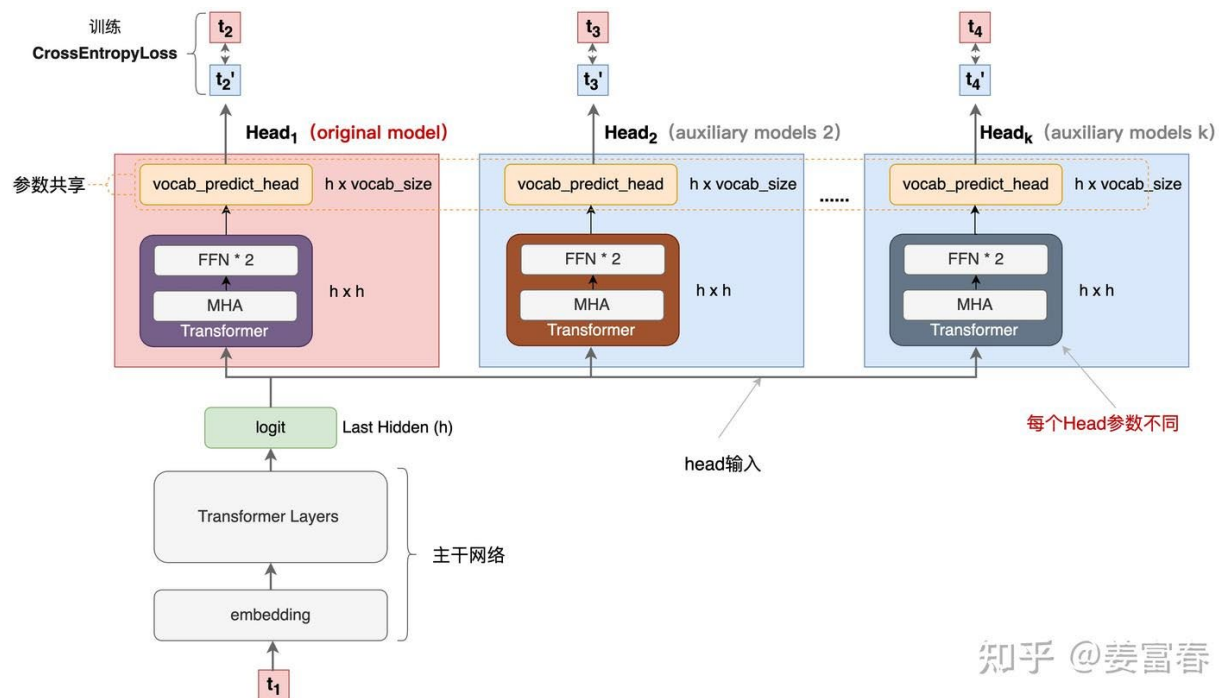 训练
CrossEntropyLoss
t2
t2'
t3
t3'
t4
t4'
Head1 (original model)
Head2 (auxiliary models 2)
Headk (auxiliary models k)
参数共享
vocab_predict_head
h x vocab_size
vocab_predict_head
h x vocab_size
......
vocab_predict_head
h x vocab_size
FFN * 2
MHA
Transformer
h x h
FFN * 2
MHA
Transformer
h x h
FFN * 2
MHA
Transformer
h x h
logit
Last Hidden (h)
head输入
每个Head参数不同
Transformer Layers
embedding
主干网络
t1
知乎 @姜富春